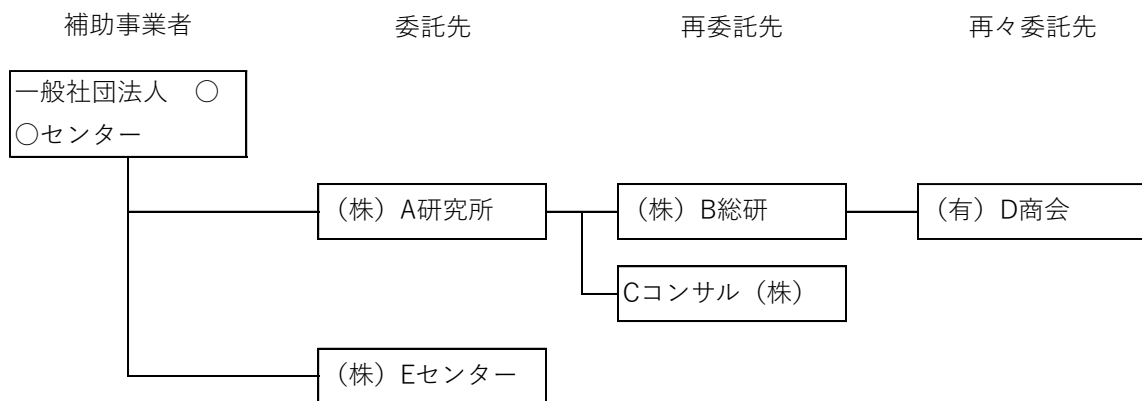 補助事業者
委託先
再委託先
再々委託先
一般社団法人　○
○センター
（株）A研究所
（株）B総研
（有）D商会
Cコンサル（株）
（株）Eセンター